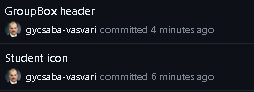 GroupBox header
gycsaba-vasvari committed 4 minutes ago
Student icon
gycsaba-vasvari committed 6 minutes ago